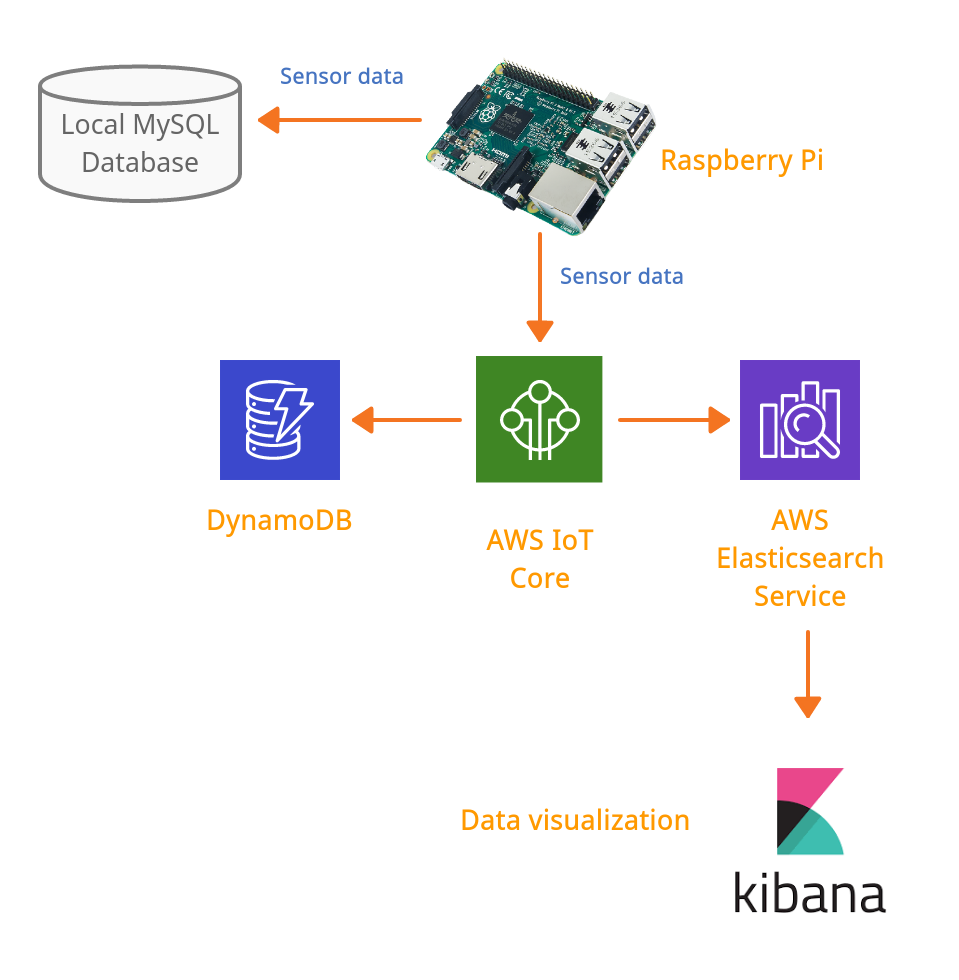 Sensor data
Local MySQL
Database
Raspberry Pi
Sensor data
DynamoDB
AWS IoT
Core
AWS
Elasticsearch
Service
Data visualization
kibana